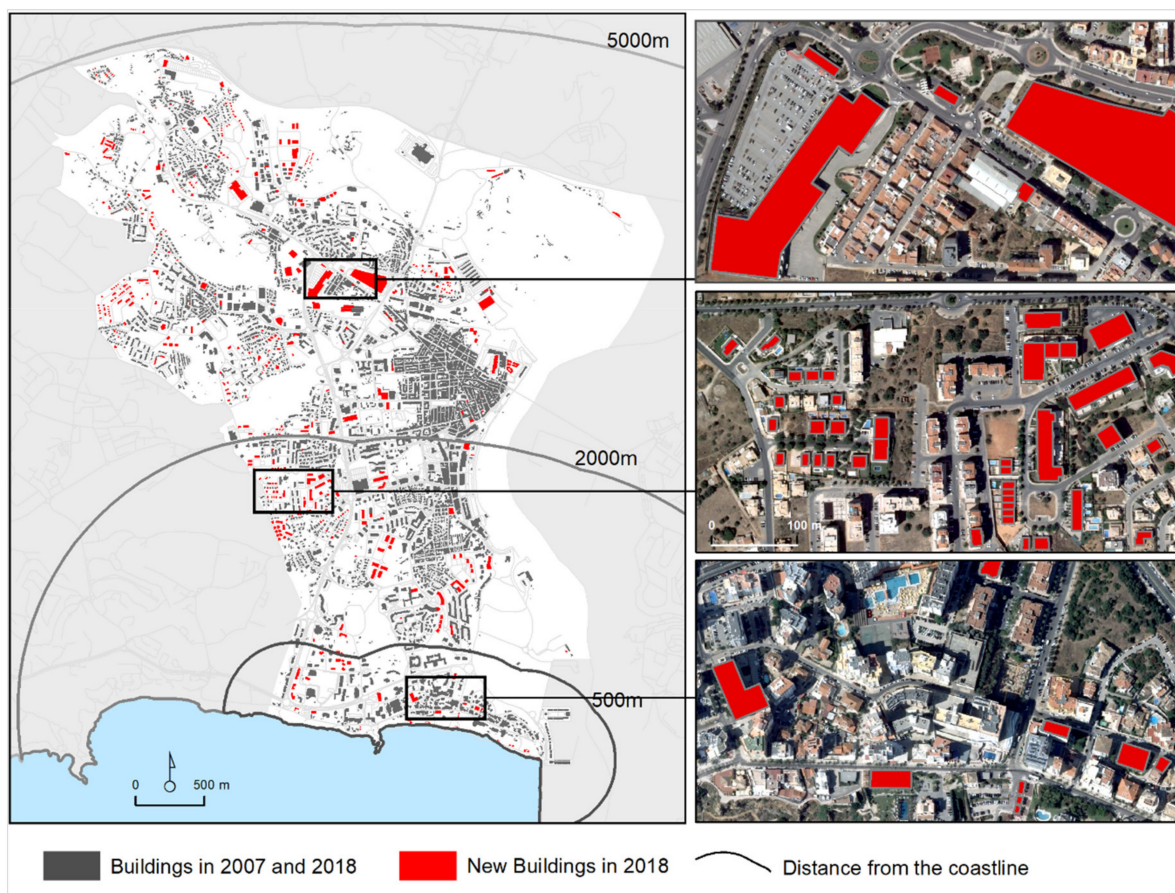 5000m
2000m
500m
0 500 m
0 100 m
Buildings in 2007 and 2018
New Buildings in 2018
Distance from the coastline